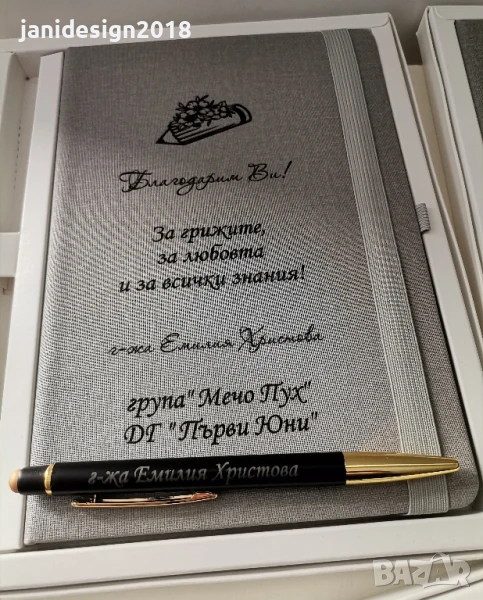 janidesign2018
Благодарим Ви!
За грижите,
за любовта
и за всички знания!
г-жа Емилия Христова
група" Мечо Пух"
ДГ "Първи Юни"
г-жа Емилия Христова
BAZAR